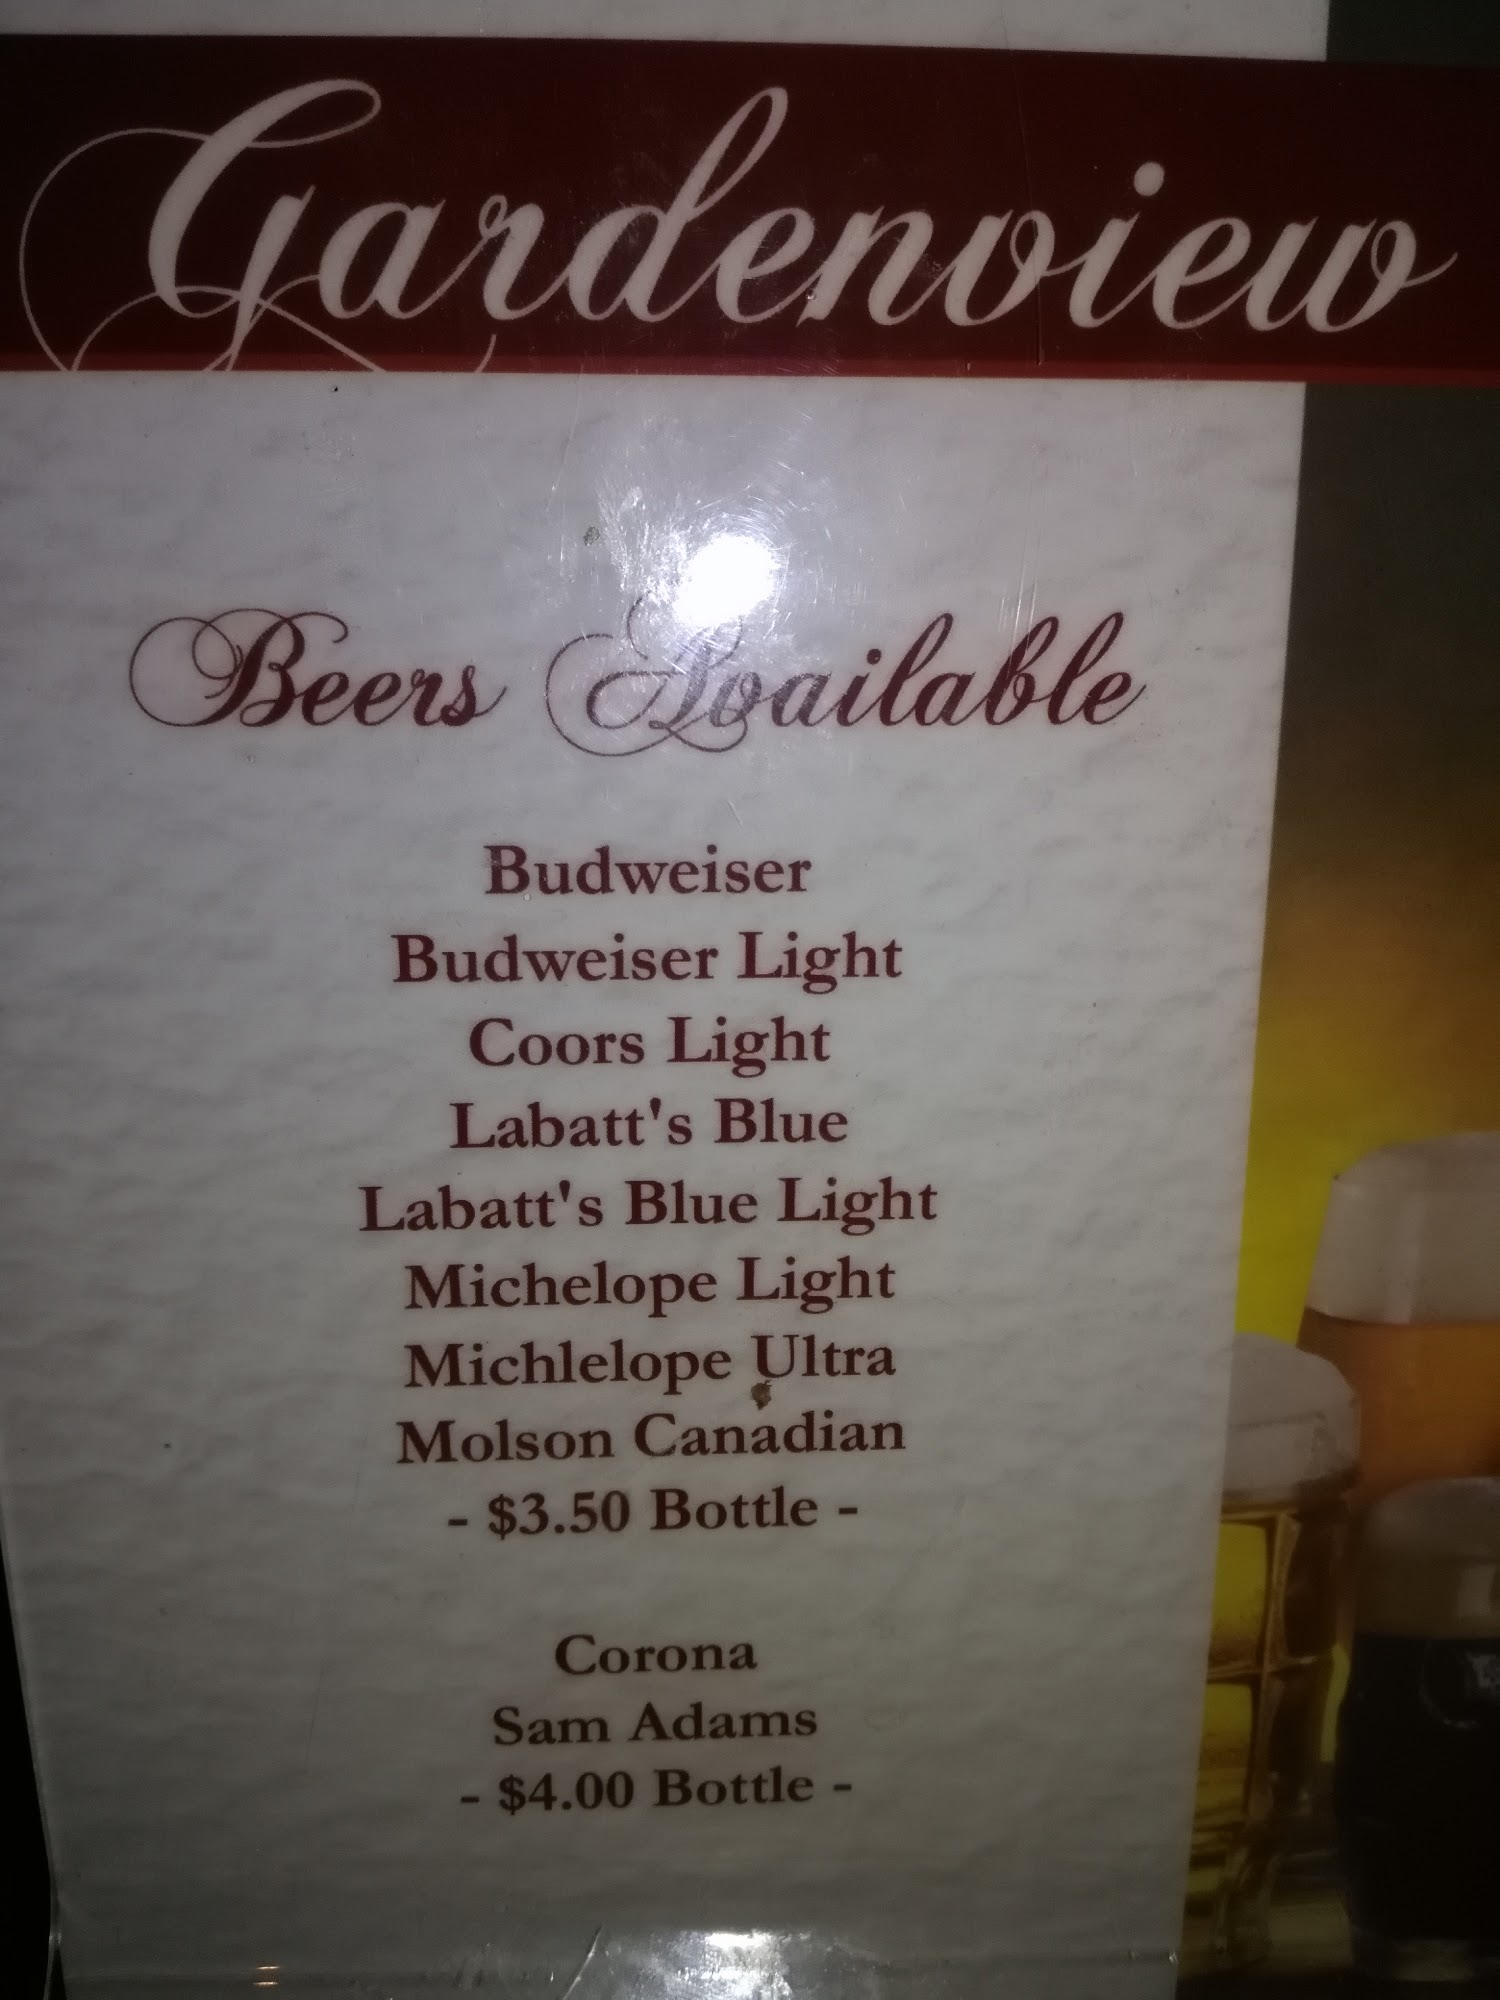 Gardenview
Beers Available
Budweiser
Budweiser Light
Coors Light
Labatt's Blue
Labatt's Blue Light
Michelope Light
Michlelope Ultra
Molson Canadian
- $3.50 Bottle -
Corona
Sam Adams
- $4.00 Bottle -